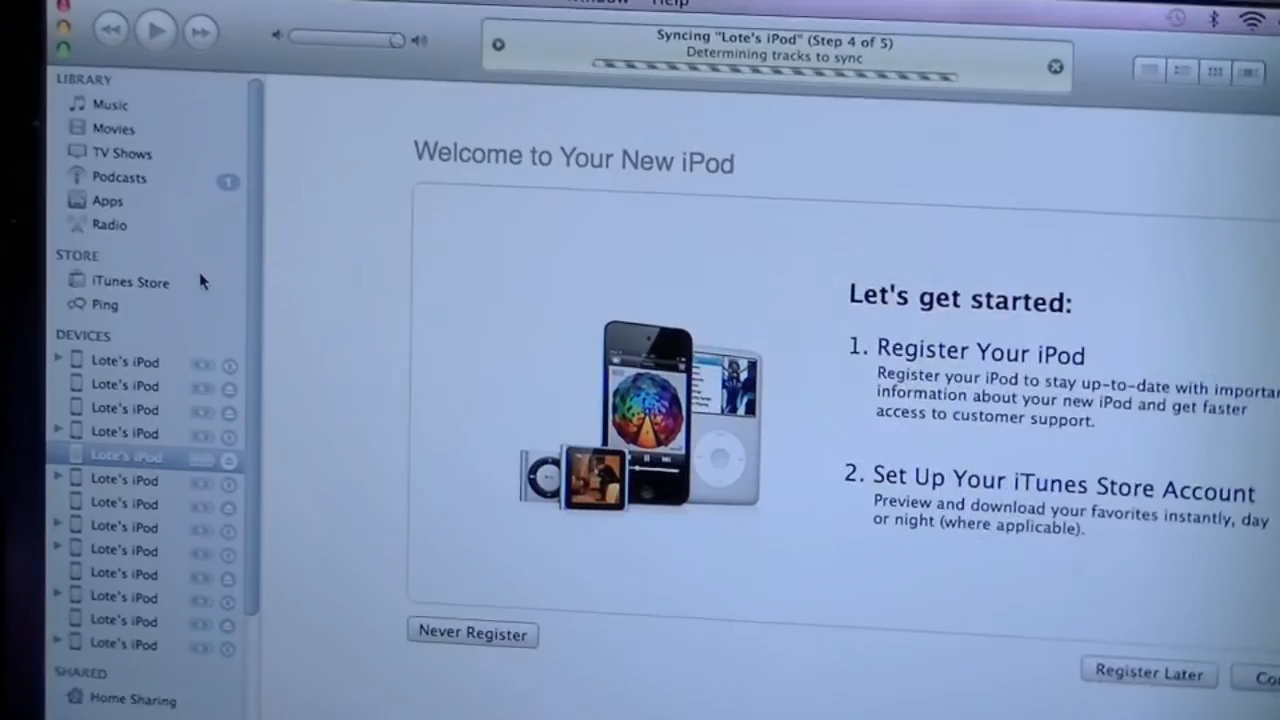 Help
Syncing "Lote's iPod" (Step 4 of 5)
Determining tracks to sync
LIBRARY
Music
Movies
TV Shows
Podcasts
1
Apps
Radio
STORE
iTunes Store
Ping
DEVICES
Lote's iPod
Lote's iPod
Lote's iPod
Lote's iPod
Lote's iPod
Lote's iPod
Lote's iPod
Lote's iPod
Lote's iPod
Lote's iPod
Lote's iPod
Lote's iPod
Lote's iPod
SHARED
Home Sharing
Welcome to Your New iPod
Let's get started:
1. Register Your iPod
Register your iPod to stay up-to-date with importan
information about your new iPod and get faster
access to customer support.
2. Set Up Your iTunes Store Account
Preview and download your favorites instantly, day
or night (where applicable).
Never Register
Register Later
Co